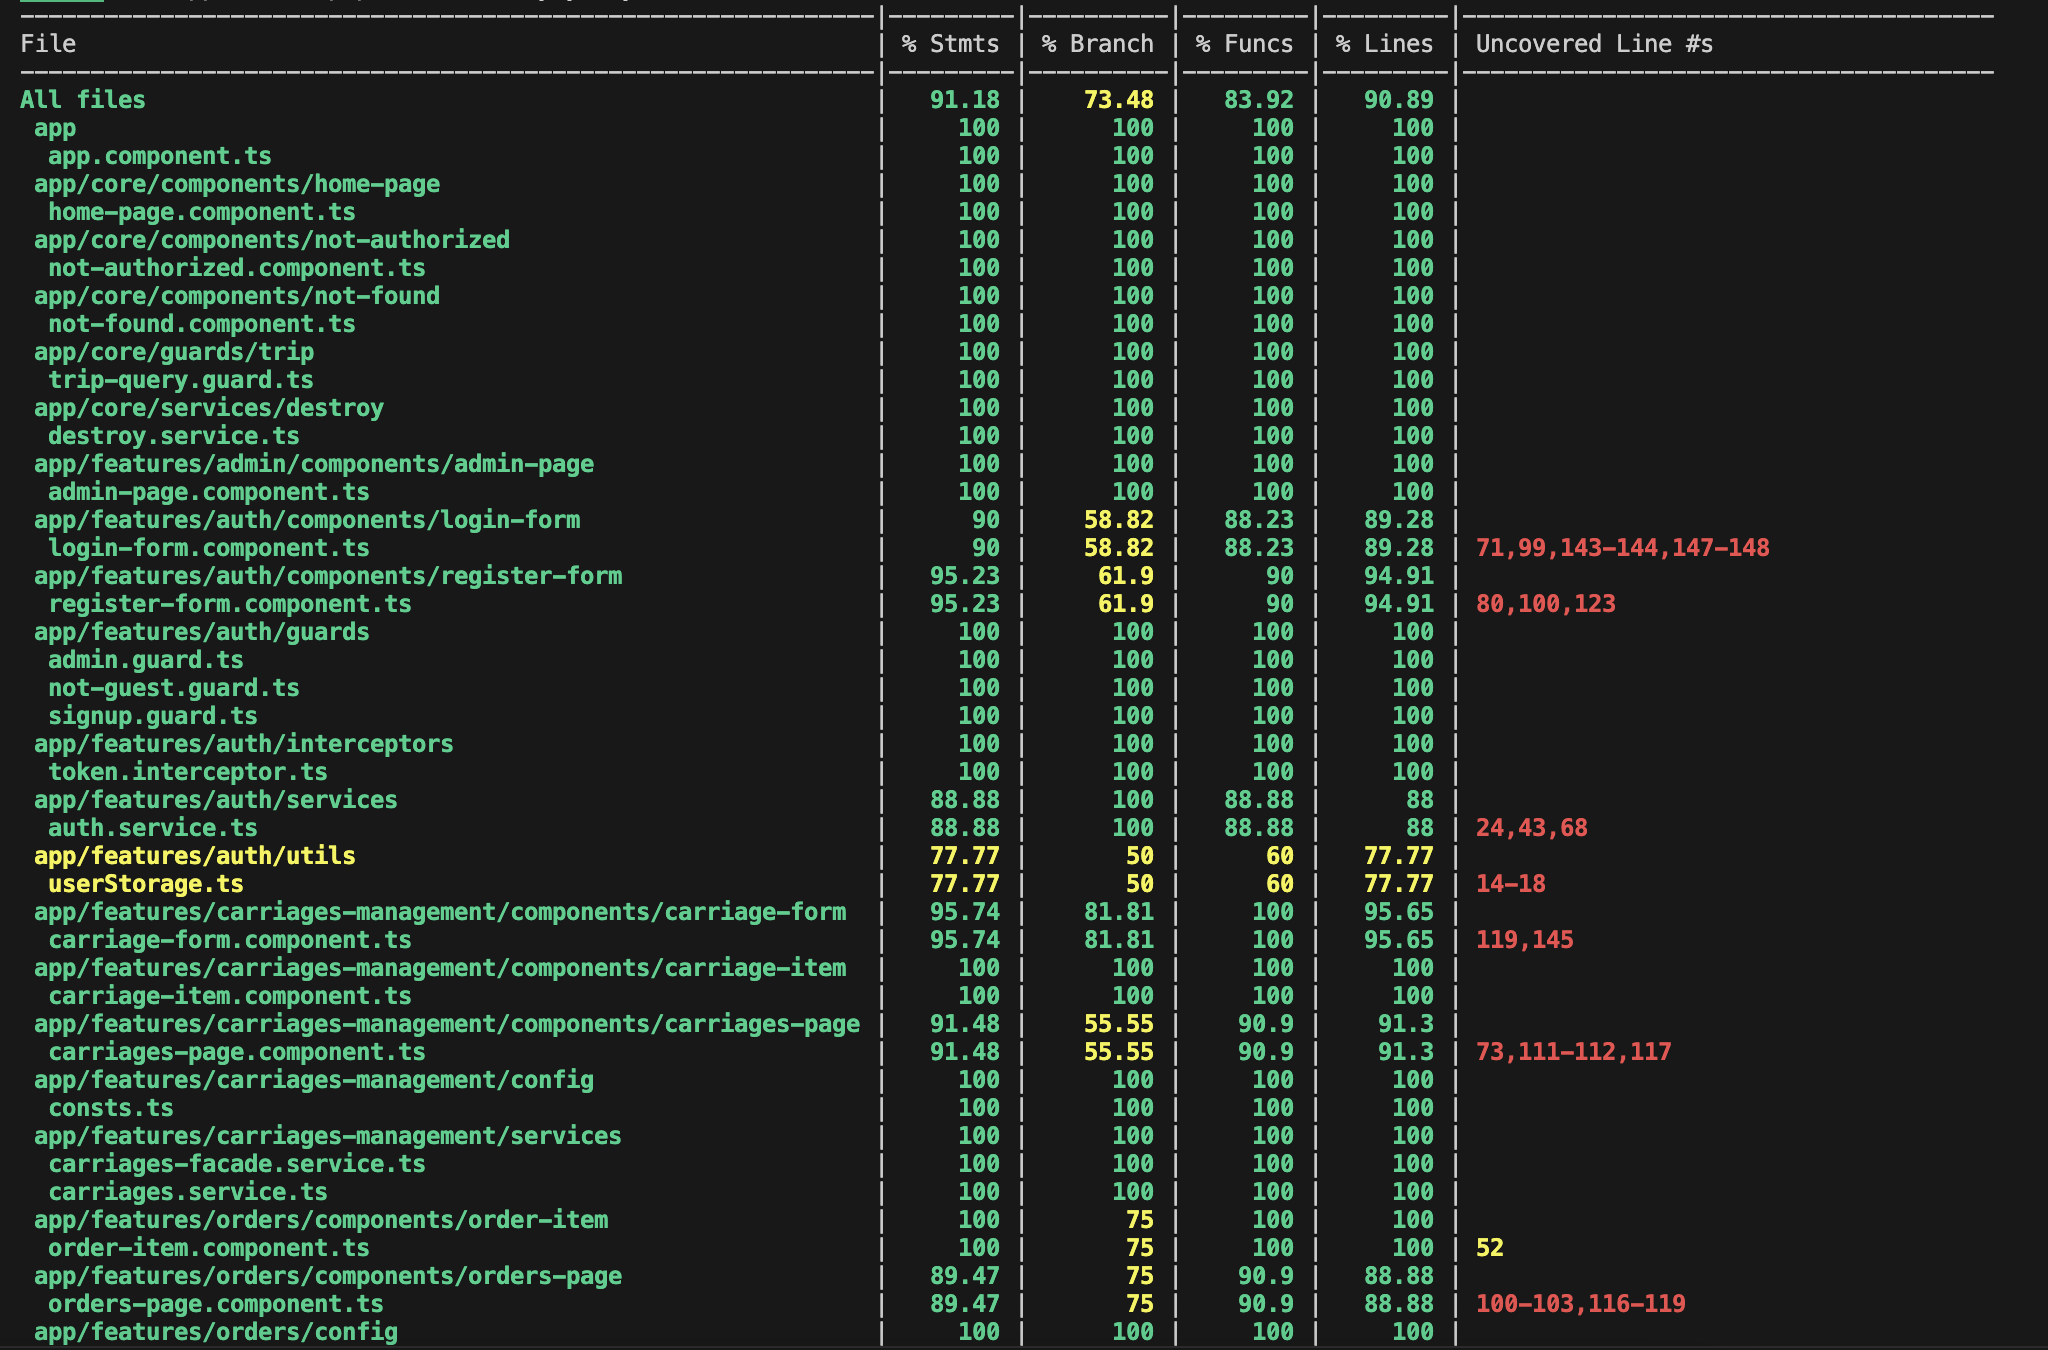 File | % Stmts | % Branch | % Funcs | % Lines | Uncovered Line #s
All files | 91.18 | 73.48 | 83.92 | 90.89 |
app | 100 | 100 | 100 | 100 |
app.component.ts | 100 | 100 | 100 | 100 |
app/core/components/home-page | 100 | 100 | 100 | 100 |
home-page.component.ts | 100 | 100 | 100 | 100 |
app/core/components/not-authorized | 100 | 100 | 100 | 100 |
not-authorized.component.ts | 100 | 100 | 100 | 100 |
app/core/components/not-found | 100 | 100 | 100 | 100 |
not-found.component.ts | 100 | 100 | 100 | 100 |
app/core/guards/trip | 100 | 100 | 100 | 100 |
trip-query.guard.ts | 100 | 100 | 100 | 100 |
app/core/services/destroy | 100 | 100 | 100 | 100 |
destroy.service.ts | 100 | 100 | 100 | 100 |
app/features/admin/components/admin-page | 100 | 100 | 100 | 100 |
admin-page.component.ts | 100 | 100 | 100 | 100 |
app/features/auth/components/login-form | 90 | 58.82 | 88.23 | 89.28 |
login-form.component.ts | 90 | 58.82 | 88.23 | 89.28 | 71,99,143-144,147-148
app/features/auth/components/register-form | 95.23 | 61.9 | 90 | 94.91 |
register-form.component.ts | 95.23 | 61.9 | 90 | 94.91 | 80,100,123
app/features/auth/guards | 100 | 100 | 100 | 100 |
admin.guard.ts | 100 | 100 | 100 | 100 |
not-guest.guard.ts | 100 | 100 | 100 | 100 |
signup.guard.ts | 100 | 100 | 100 | 100 |
app/features/auth/interceptors | 100 | 100 | 100 | 100 |
token.interceptor.ts | 100 | 100 | 100 | 100 |
app/features/auth/services | 88.88 | 100 | 88.88 | 88 |
auth.service.ts | 88.88 | 100 | 88.88 | 88 | 24,43,68
app/features/auth/utils | 77.77 | 50 | 60 | 77.77 |
userStorage.ts | 77.77 | 50 | 60 | 77.77 | 14-18
app/features/carriages-management/components/carriage-form | 95.74 | 81.81 | 100 | 95.65 |
carriage-form.component.ts | 95.74 | 81.81 | 100 | 95.65 | 119,145
app/features/carriages-management/components/carriage-item | 100 | 100 | 100 | 100 |
carriage-item.component.ts | 100 | 100 | 100 | 100 |
app/features/carriages-management/components/carriages-page | 91.48 | 55.55 | 90.9 | 91.3 |
carriages-page.component.ts | 91.48 | 55.55 | 90.9 | 91.3 | 73,111-112,117
app/features/carriages-management/config | 100 | 100 | 100 | 100 |
consts.ts | 100 | 100 | 100 | 100 |
app/features/carriages-management/services | 100 | 100 | 100 | 100 |
carriages-facade.service.ts | 100 | 100 | 100 | 100 |
carriages.service.ts | 100 | 100 | 100 | 100 |
app/features/orders/components/order-item | 100 | 75 | 100 | 100 |
order-item.component.ts | 100 | 75 | 100 | 100 | 52
app/features/orders/components/orders-page | 89.47 | 75 | 90.9 | 88.88 |
orders-page.component.ts | 89.47 | 75 | 90.9 | 88.88 | 100-103,116-119
app/features/orders/config | 100 | 100 | 100 | 100 |